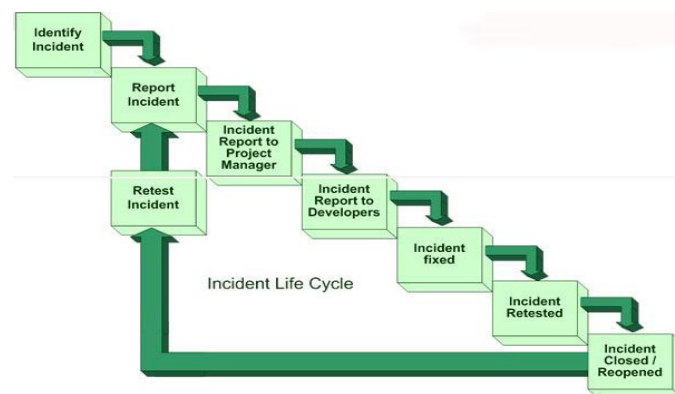 Identify
Incident
Report
Incident
Incident
Report to
Project
Manager
Retest
Incident
Incident
Report to
Developers
Incident
fixed
Incident Life Cycle
Incident
Retested
Incident
Closed /
Reopened